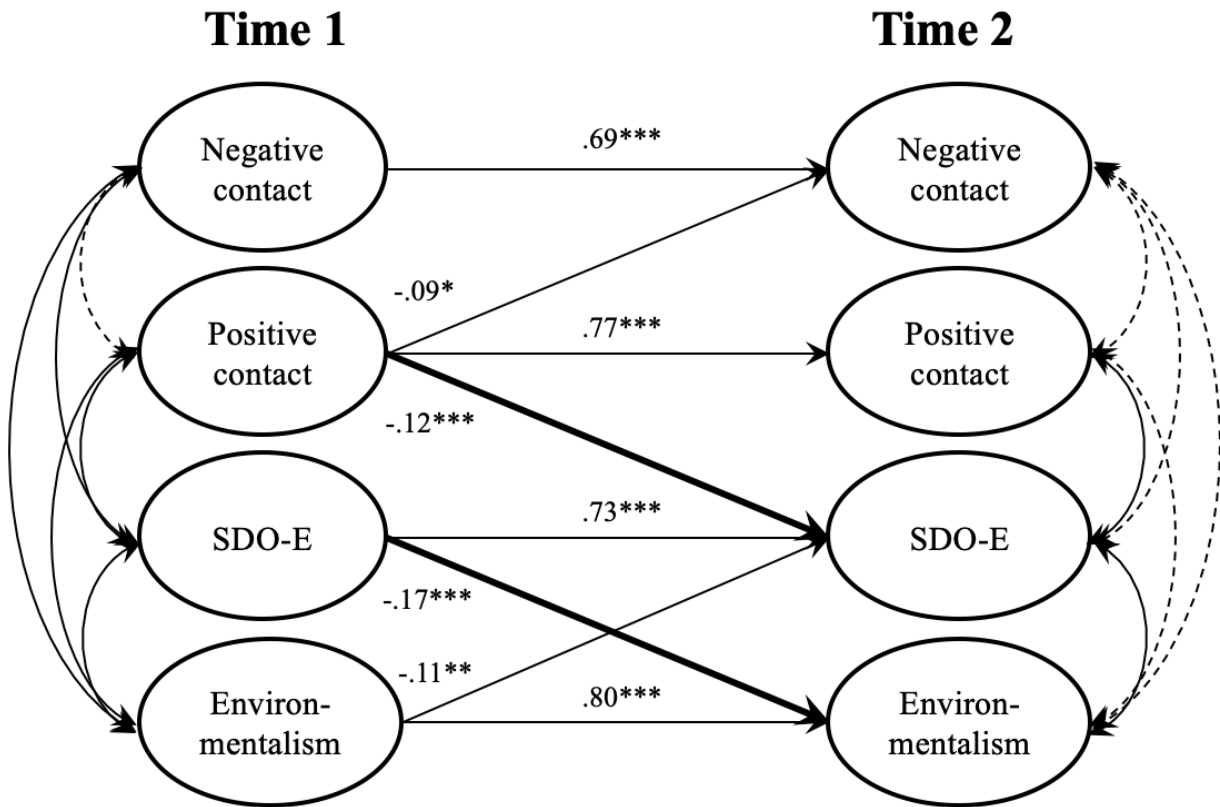 Time 1
Time 2
Negative
contact
.69***
Negative
contact
-.09*
Positive
contact
.77***
Positive
contact
-.12***
SDO-E
.73***
SDO-E
-.17***
-.11**
Environ-
mentalism
.80***
Environ-
mentalism